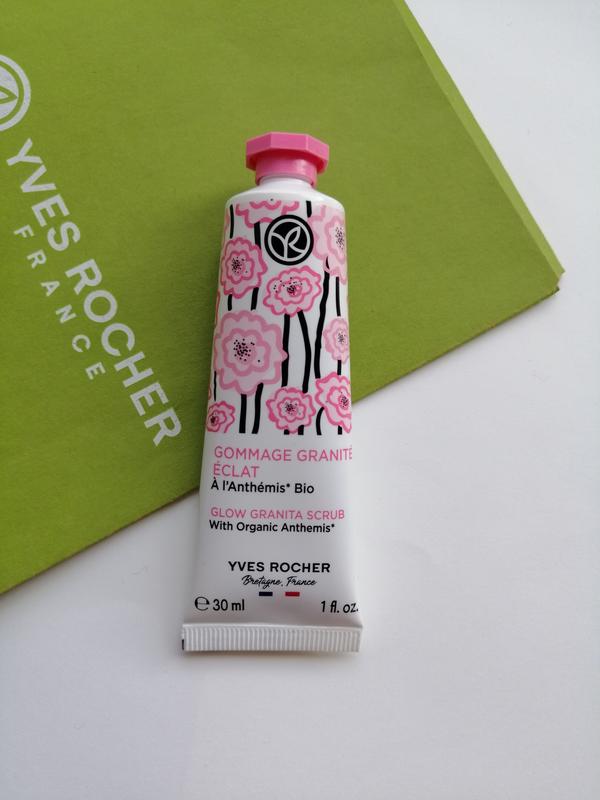 YVES ROCHER
FRANCE
GOMMAGE GRANITÉ
ÉCLAT
À l'Anthémis* Bio
GLOW GRANITA SCRUB
With Organic Anthemis*
YVES ROCHER
Bretagne, France
℮ 30 ml 1 fl. oz.